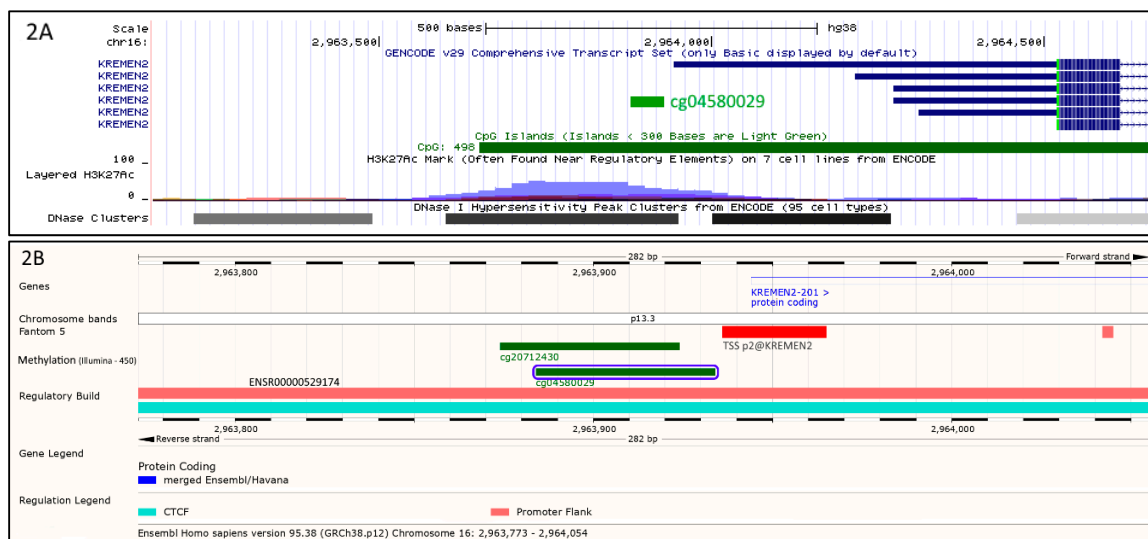 2A
Scale 500 bases hg38
chr16: 2,963,500 2,964,000 2,964,500
GENCODE v29 Comprehensive Transcript Set (only Basic displayed by default)
KREMEN2
KREMEN2
KREMEN2
KREMEN2 cg04580029
KREMEN2
KREMEN2
CpG Islands (Islands < 300 Bases are Light Green)
CpG: 498
H3K27Ac Mark (Often Found Near Regulatory Elements) on 7 cell lines from ENCODE
100 _
Layered H3K27Ac
0 _
DNase I Hypersensitivity Peak Clusters from ENCODE (95 cell types)
DNase Clusters
2B
282 bp Forward strand
2,963,800 2,963,900 2,964,000
Genes
KREMEN2-201 >
protein coding
Chromosome bands p13.3
Fantom 5
TSS p2@KREMEN2
Methylation (Illumina - 450)
cg20712430
cg04580029
ENSR00000529174
Regulatory Build
2,963,800 2,963,900 2,964,000
Reverse strand 282 bp
Gene Legend
Protein Coding
merged Ensembl/Havana
Regulation Legend
CTCF Promoter Flank
Ensembl Homo sapiens version 95.38 (GRCh38.p12) Chromosome 16: 2,963,773 - 2,964,054